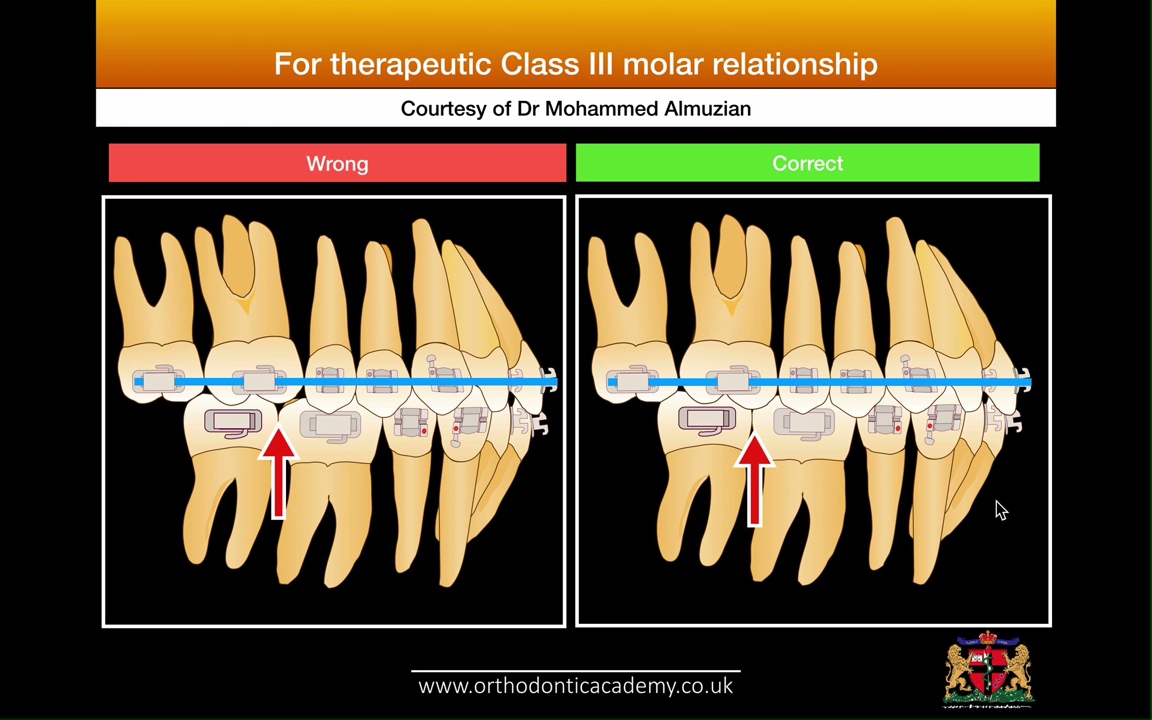 For therapeutic Class III molar relationship
Courtesy of Dr Mohammed Almuzian
Wrong
Correct
www.orthodonticacademy.co.uk